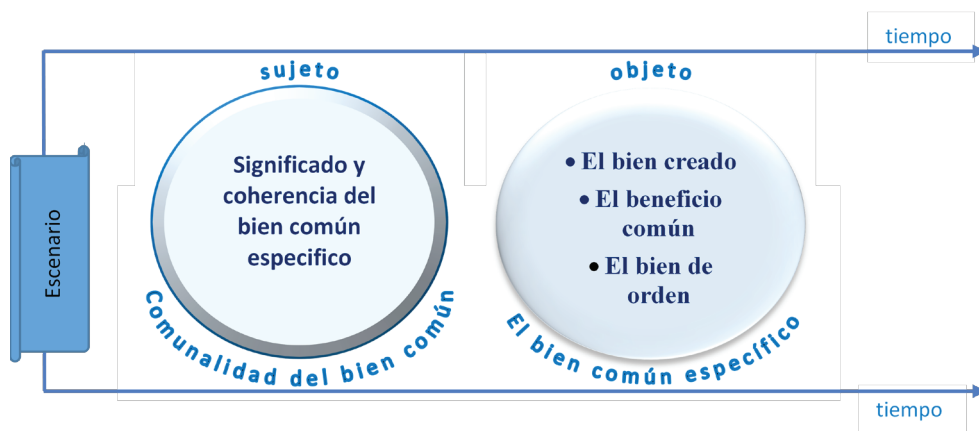 tiempo
sujeto
objeto
Significado y
coherencia del
bien común
especifico
• El bien creado
• El beneficio
común
• El bien de
orden
Escenario
Comunalidad del bien común
El bien común específico
tiempo